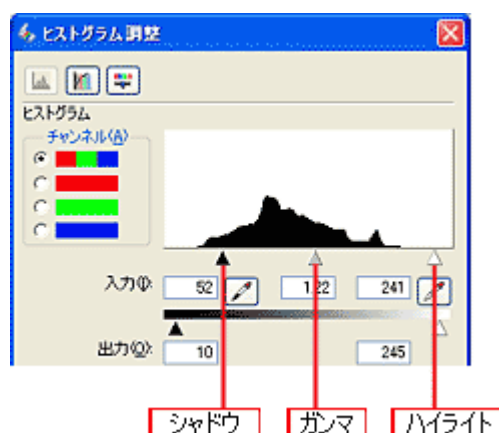 ヒストグラム調整
ヒストグラム
チャンネル(A)
入力(I): 52 1.22 241
出力(O): 10 245
シャドウ ガンマ ハイライト